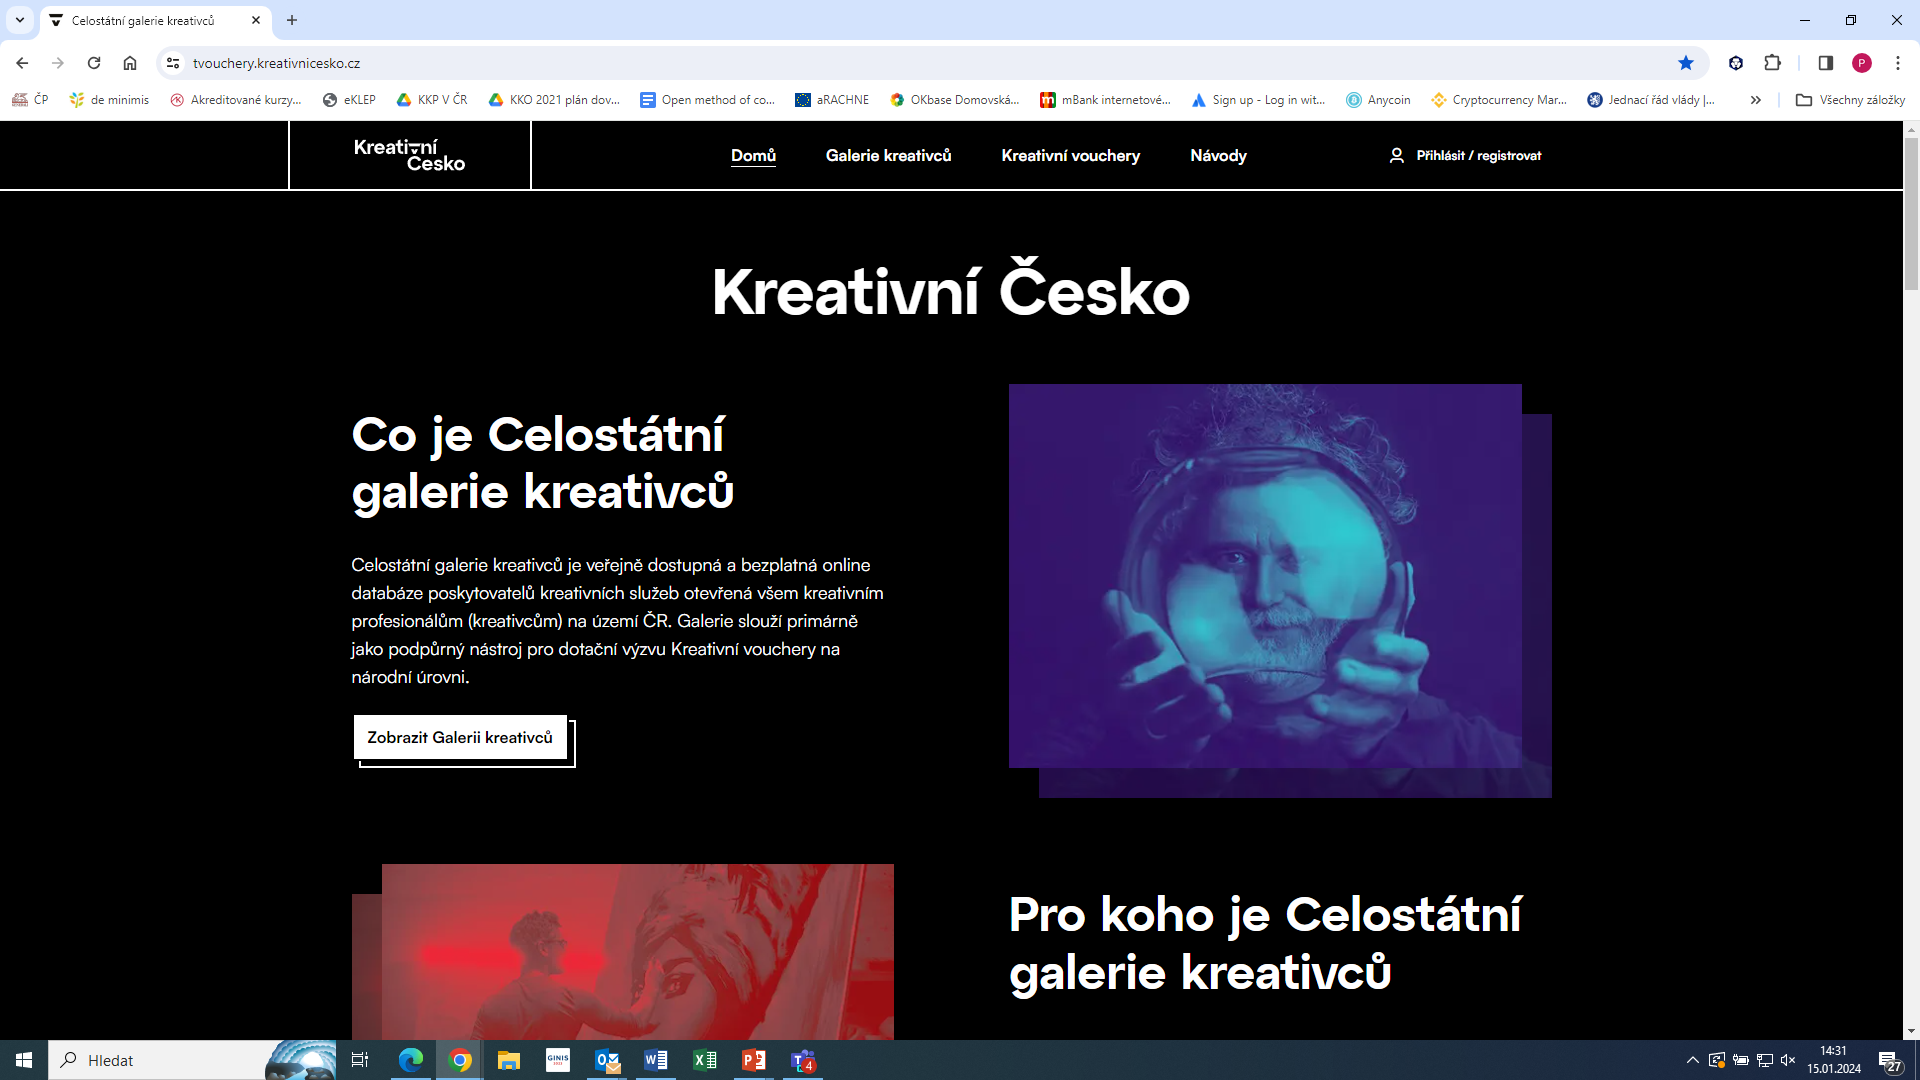 Celostátní galerie kreativců
tvouchery.kreativnicesko.cz
P
ČP
de minimis
Akreditované kurzy...
eKLEP
KKP V ČR
KKO 2021 plán dov...
Open method of co...
aRACHNE
OKbase Domovská...
mBank internetové...
Sign up - Log in wit...
Anycoin
Cryptocurrency Mar...
Jednací řád vlády |...
Všechny záložky
Kreativní
Česko
Domů
Galerie kreativců
Kreativní vouchery
Návody
Přihlásit / registrovat
Kreativní Česko
Co je Celostátní
galerie kreativců
Celostátní galerie kreativců je veřejně dostupná a bezplatná online
databáze poskytovatelů kreativních služeb otevřená všem kreativním
profesionálům (kreativcům) na území ČR. Galerie slouží primárně
jako podpůrný nástroj pro dotační výzvu Kreativní vouchery na
národní úrovni.
Zobrazit Galerii kreativců
Pro koho je Celostátní
galerie kreativců
Hledat
GINIS
4
14:31
15.01.2024
27